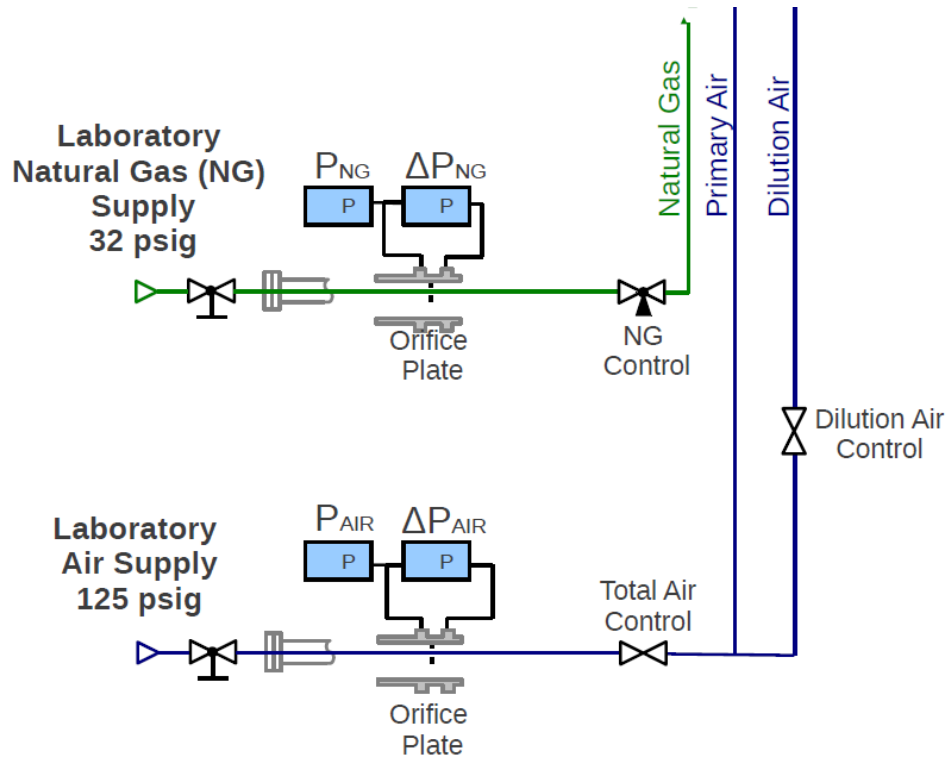 Laboratory
Natural Gas (NG)
Supply
32 psig
PNG
ΔPNG
P
P
Orifice
Plate
NG
Control
Natural Gas
Primary Air
Dilution Air
Dilution Air
Control
Laboratory
Air Supply
125 psig
PAIR
ΔPAIR
P
P
Orifice
Plate
Total Air
Control